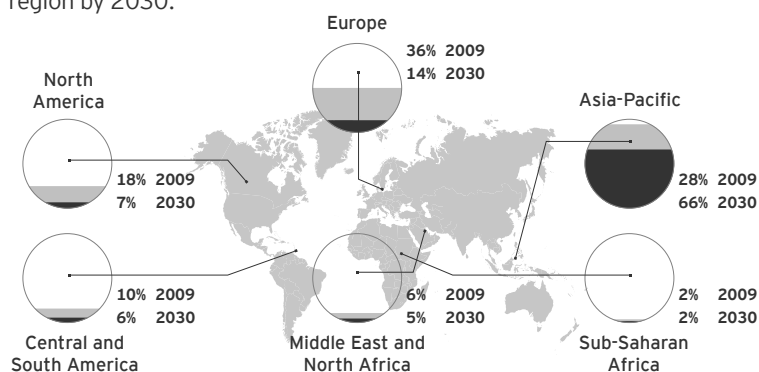 region by 2030.
Europe
36% 2009
14% 2030
North
America
18% 2009
7% 2030
Asia-Pacific
28% 2009
66% 2030
10% 2009
6% 2030
Central and
South America
6% 2009
5% 2030
Middle East and
North Africa
2% 2009
2% 2030
Sub-Saharan
Africa